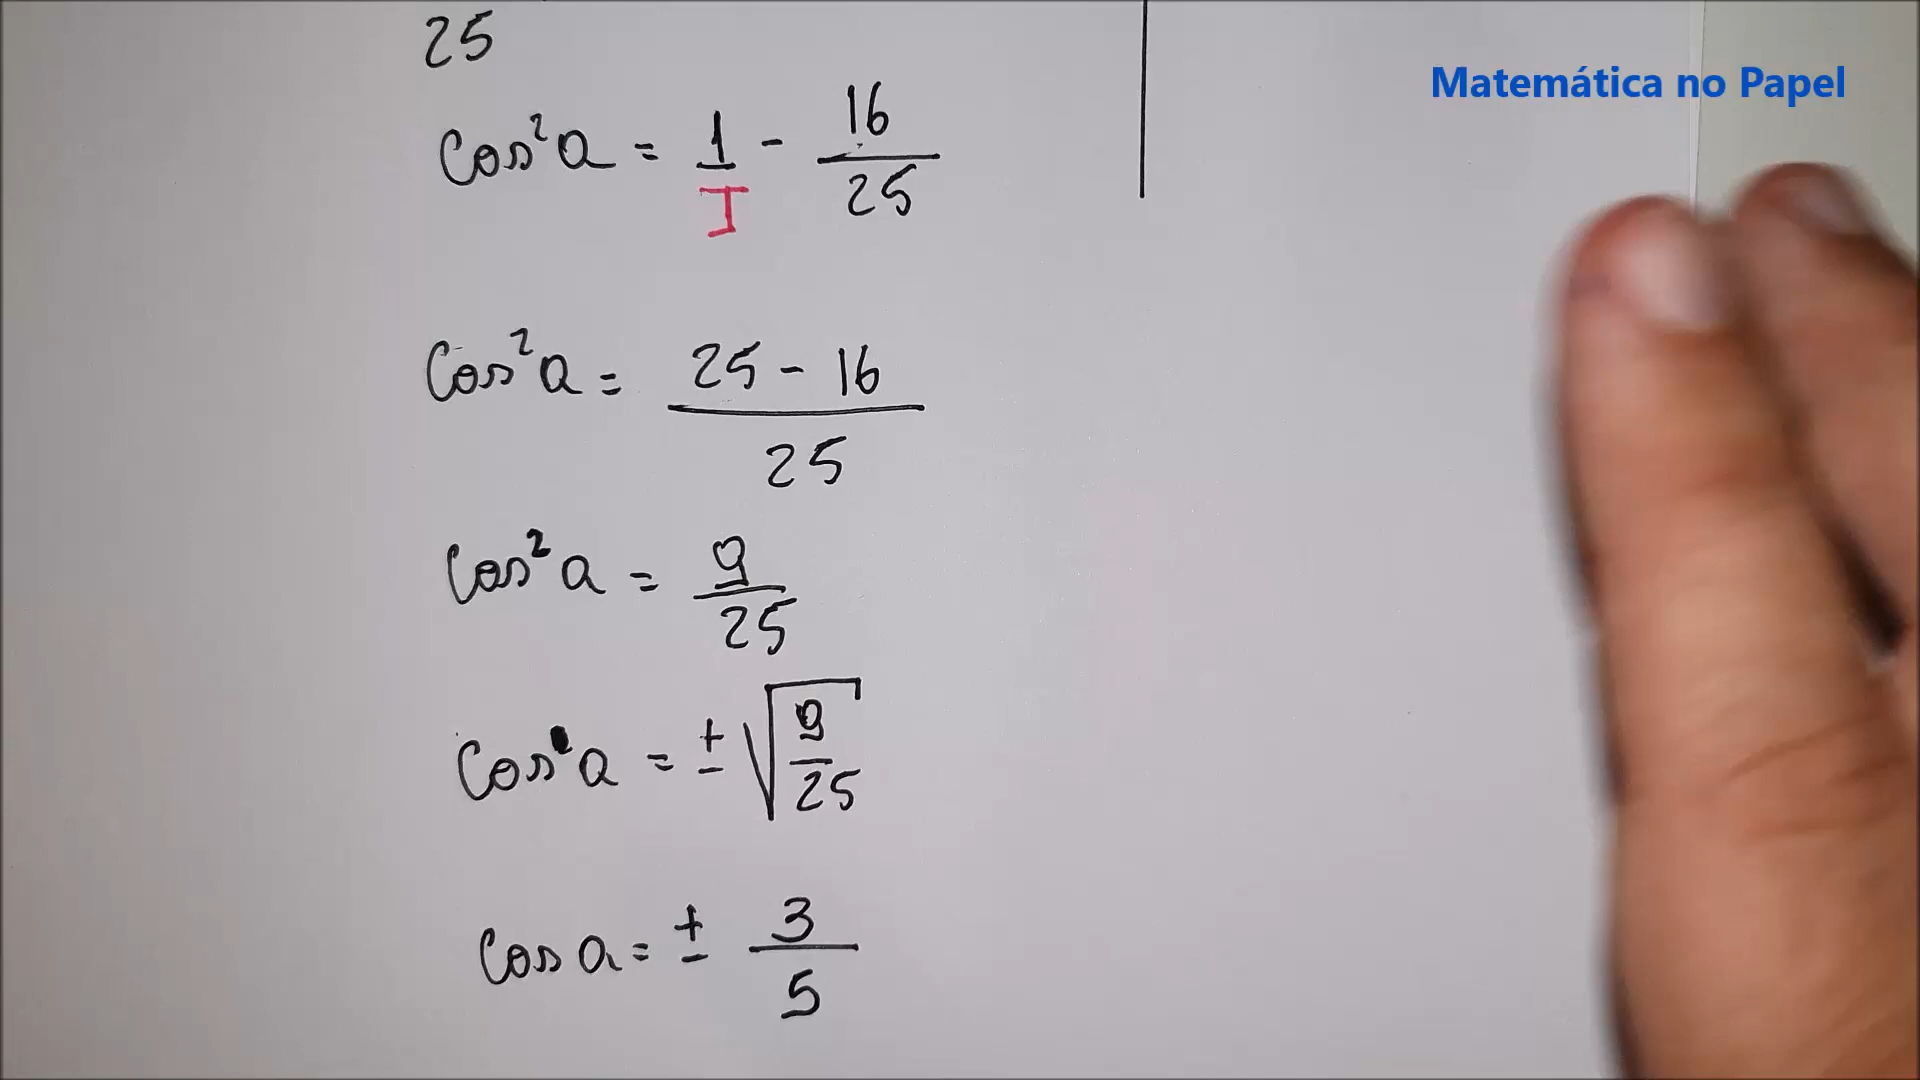 25
Matemática no Papel
Cos²a = 1/1 - 16/25
Cos²a = 25 - 16/25
Cos²a = 9/25
Cos a = ± √9/25
Cos a = ± 3/5